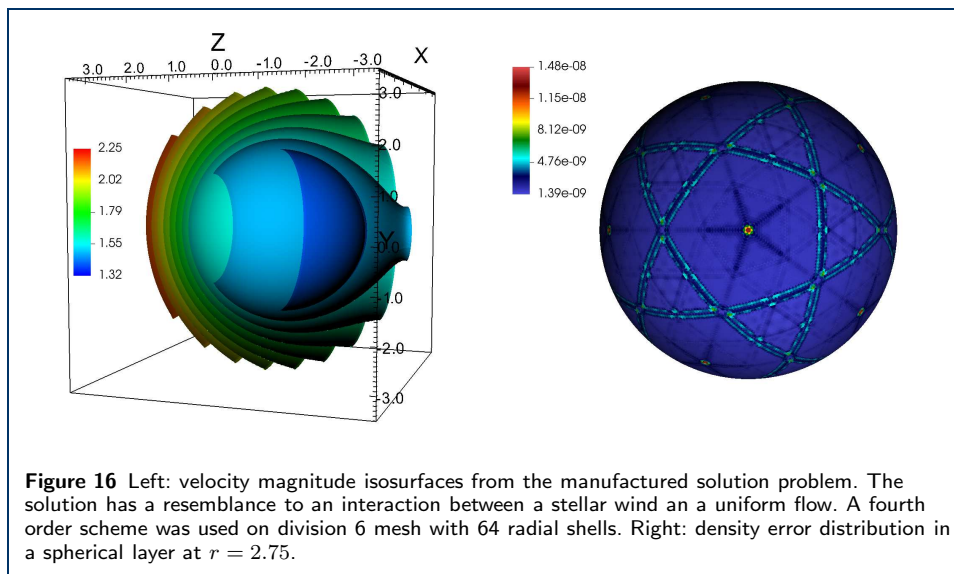 Z
X
3.0 2.0 1.0 0.0 -1.0 -2.0 -3.0
3.0
2.0
1.0
Y
0.0
-1.0
-2.0
-3.0
2.25
2.02
1.79
1.55
1.32
1.48e-08
1.15e-08
8.12e-09
4.76e-09
1.39e-09
Figure 16 Left: velocity magnitude isosurfaces from the manufactured solution problem. The
solution has a resemblance to an interaction between a stellar wind an a uniform flow. A fourth
order scheme was used on division 6 mesh with 64 radial shells. Right: density error distribution in
a spherical layer at r = 2.75.